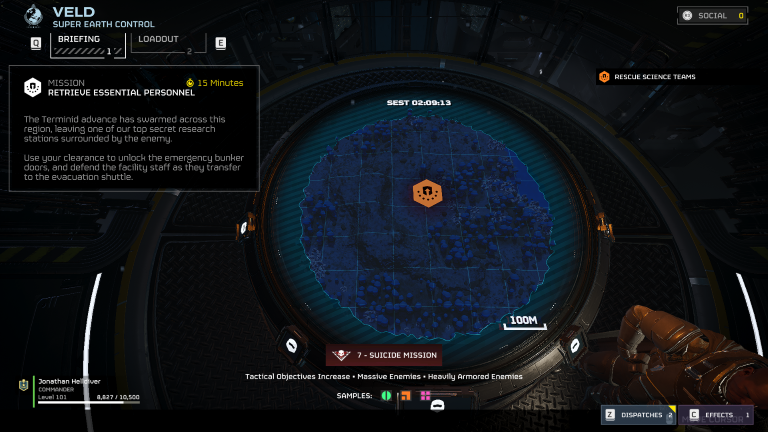 VELD
SUPER EARTH CONTROL
SOCIAL 0
Q
BRIEFING
1
LOADOUT
2
E
MISSION
15 Minutes
RETRIEVE ESSENTIAL PERSONNEL
The Terminid advance has swarmed across this
region, leaving one of our top secret research
stations surrounded by the enemy.
Use your clearance to unlock the emergency bunker
doors, and defend the facility staff as they transfer
to the evacuation shuttle.
RESCUE SCIENCE TEAMS
SEST 02:09:13
100M
7 - SUICIDE MISSION
Tactical Objectives Increase • Massive Enemies • Heavily Armored Enemies
SAMPLES:
Jonathan Helldiver
COMMANDER
Level 101
8,827 / 10,500
Z DISPATCHES 2
C EFFECTS 1
MOVE CURSOR